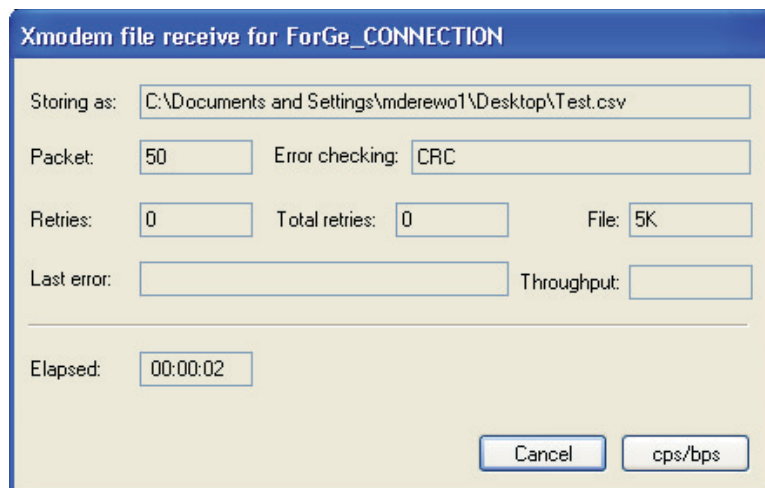 Xmodem file receive for ForGe_CONNECTION
Storing as: C:\Documents and Settings\mderewo1\Desktop\Test.csv
Packet: 50 Error checking: CRC
Retries: 0 Total retries: 0 File: 5K
Last error: Throughput:
Elapsed: 00:00:02
Cancel cps/bps